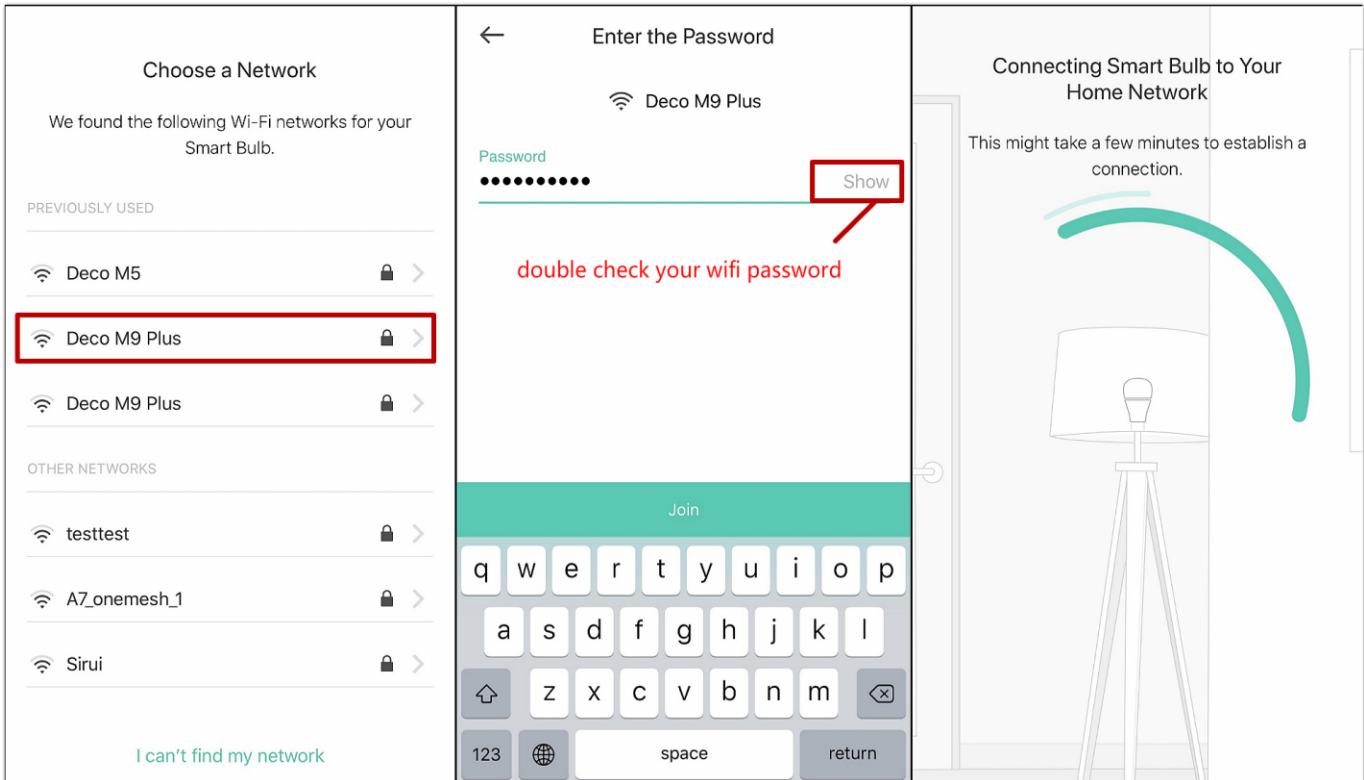 Choose a Network
We found the following Wi-Fi networks for your
Smart Bulb.
PREVIOUSLY USED
Deco M5
Deco M9 Plus
Deco M9 Plus
OTHER NETWORKS
testtest
A7_onemesh_1
Sirui
I can't find my network
Enter the Password
Deco M9 Plus
Password
●●●●●●●●●●
Show
double check your wifi password
Join
q w e r t y u i o p
a s d f g h j k l
z x c v b n m
123 space return
Connecting Smart Bulb to Your
Home Network
This might take a few minutes to establish a
connection.